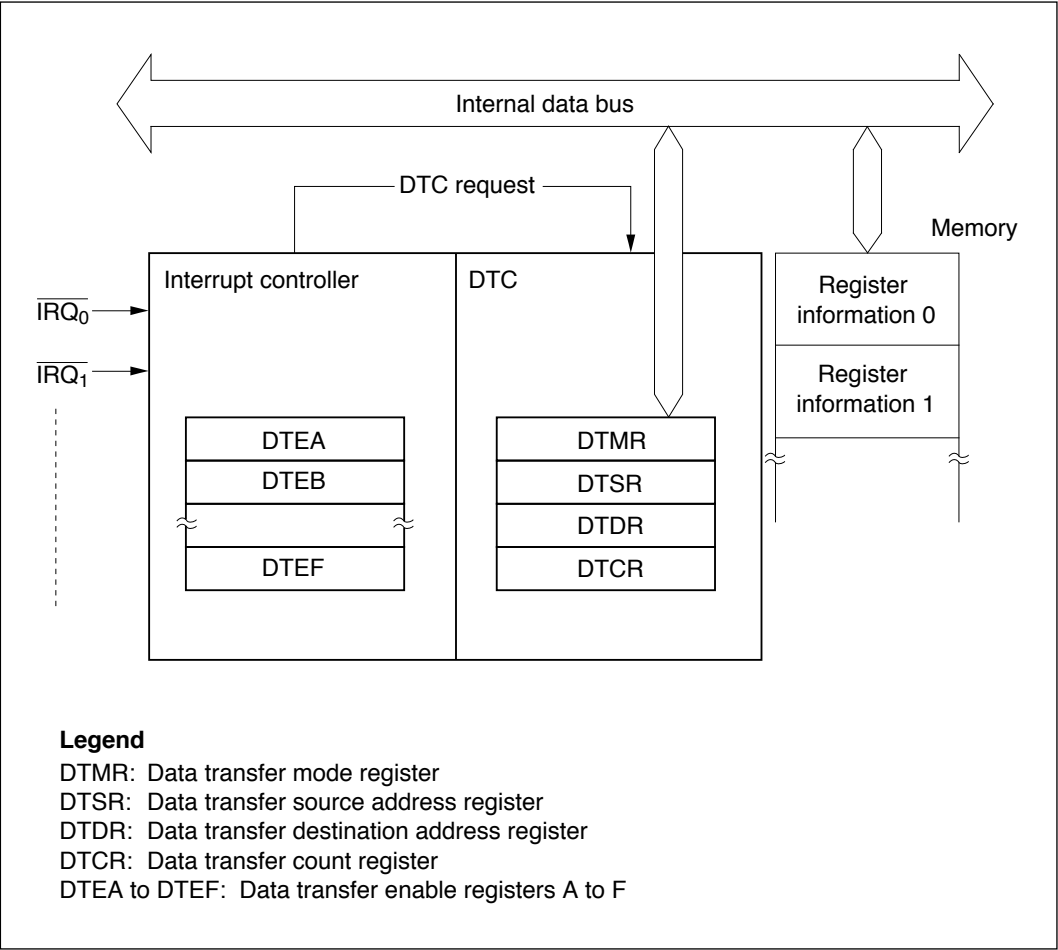 Internal data bus
DTC request
Memory
Interrupt controller
DTC
Register
information 0
IRQ0
IRQ1
Register
information 1
DTEA
DTMR
DTEB
DTSR
DTDR
DTEF
DTCR
Legend
DTMR: Data transfer mode register
DTSR: Data transfer source address register
DTDR: Data transfer destination address register
DTCR: Data transfer count register
DTEA to DTEF: Data transfer enable registers A to F